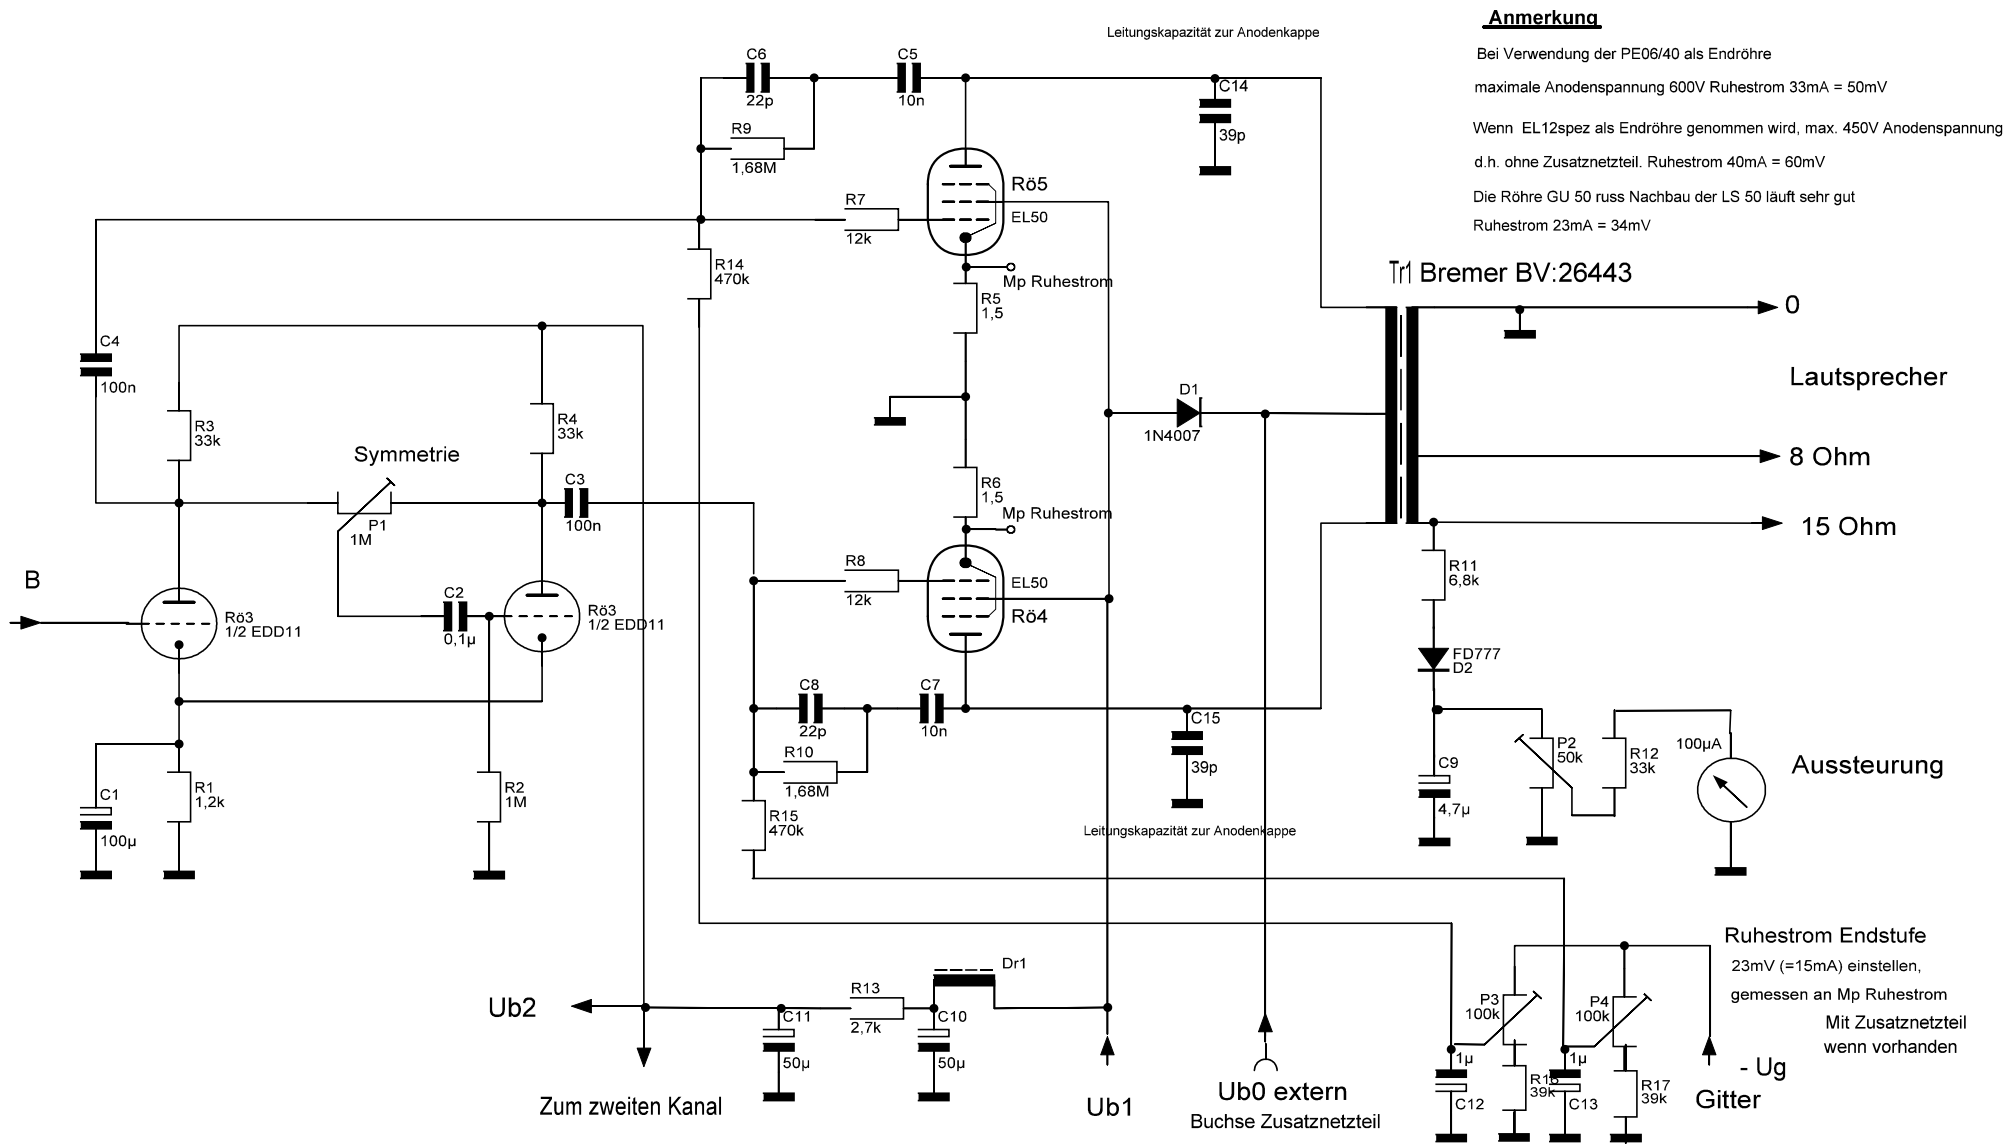 Anmerkung
Bei Verwendung der PE06/40 als Endröhre
maximale Anodenspannung 600V Ruhestrom 33mA = 50mV
Wenn EL12spez als Endröhre genommen wird, max. 450V Anodenspannung
d.h. ohne Zusatznetzteil. Ruhestrom 40mA = 60mV
Die Röhre GU 50 russ Nachbau der LS 50 läuft sehr gut
Ruhestrom 23mA = 34mV
Leitungskapazität zur Anodenkappe
C6
22p
C5
10n
C14
39p
R9
1,68M
Rö5
EL50
R7
12k
R14
470k
Mp Ruhestrom
R5
1,5
Tr1 Bremer BV:26443
0
Lautsprecher
8 Ohm
15 Ohm
C4
100n
R3
33k
R4
33k
Symmetrie
P1
1M
C3
100n
D1
1N4007
R6
1,5
Mp Ruhestrom
R8
12k
EL50
Rö4
B
Rö3
1/2 EDD11
C2
0,1µ
Rö3
1/2 EDD11
R11
6,8k
FD777
D2
C8
22p
C7
10n
C15
39p
R10
1,68M
R15
470k
Leitungskapazität zur Anodenkappe
C1
100µ
R1
1,2k
R2
1M
C9
4,7µ
P2
50k
R12
33k
100µA
Aussteurung
Ruhestrom Endstufe
23mV (=15mA) einstellen,
gemessen an Mp Ruhestrom
Mit Zusatznetzteil
wenn vorhanden
Dr1
R13
2,7k
C11
50µ
C10
50µ
Ub2
Zum zweiten Kanal
Ub1
Ub0 extern
Buchse Zusatznetzteil
P3
100k
P4
100k
1µ
C12
39k
1µ
C13
R17
39k
- Ug
Gitter